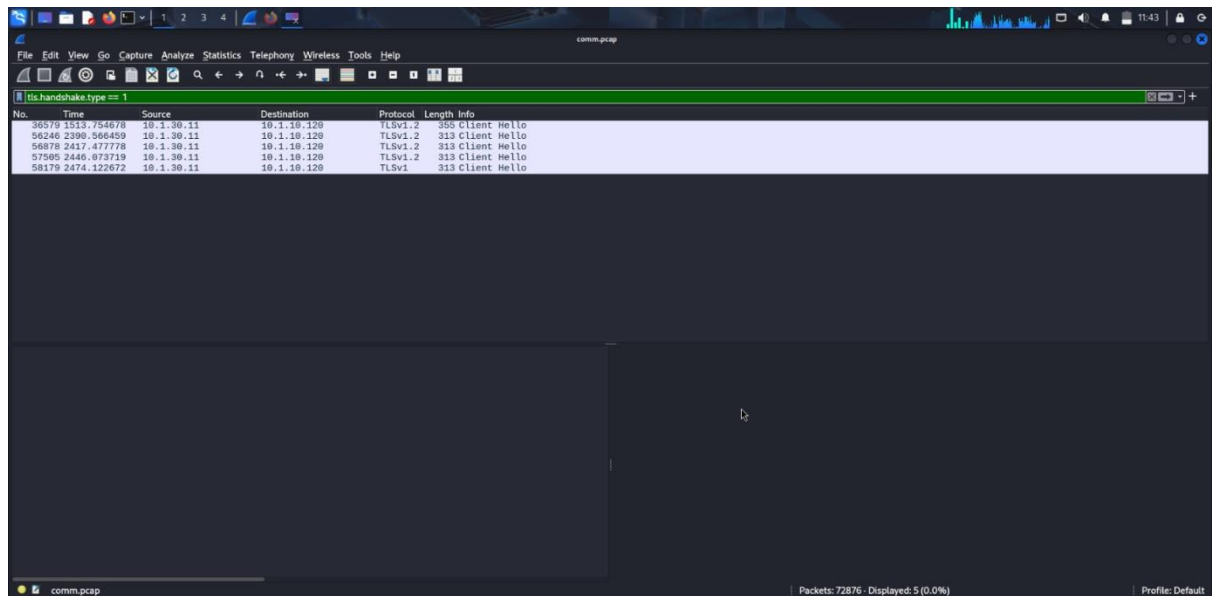 1 2 3 4 11:43
comm.pcap
File Edit View Go Capture Analyze Statistics Telephony Wireless Tools Help
tls.handshake.type == 1
No. Time Source Destination Protocol Length Info
36579 1513.754678 10.1.30.11 10.1.10.120 TLSv1.2 355 Client Hello
56246 2390.566459 10.1.30.11 10.1.10.120 TLSv1.2 313 Client Hello
56878 2417.477778 10.1.30.11 10.1.10.120 TLSv1.2 313 Client Hello
57505 2446.073719 10.1.30.11 10.1.10.120 TLSv1.2 313 Client Hello
58179 2474.122672 10.1.30.11 10.1.10.120 TLSv1 313 Client Hello
comm.pcap Packets: 72876 · Displayed: 5 (0.0%) Profile: Default